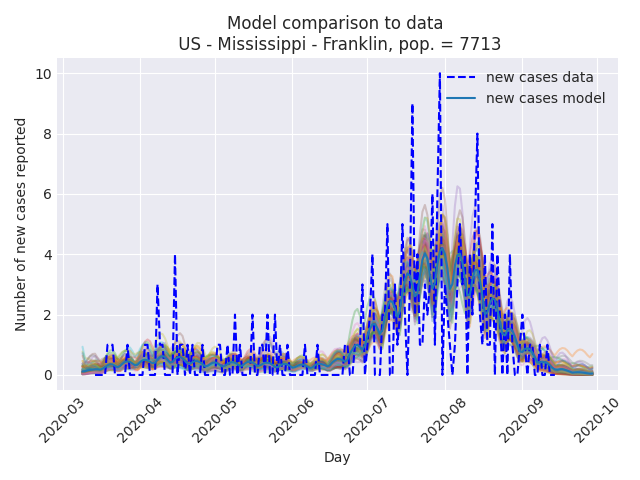 Model comparison to data
US - Mississippi - Franklin, pop. = 7713
new cases data
new cases model
Number of new cases reported
10
8
6
4
2
0
2020-03
2020-04
2020-05
2020-06
2020-07
2020-08
2020-09
2020-10
Day